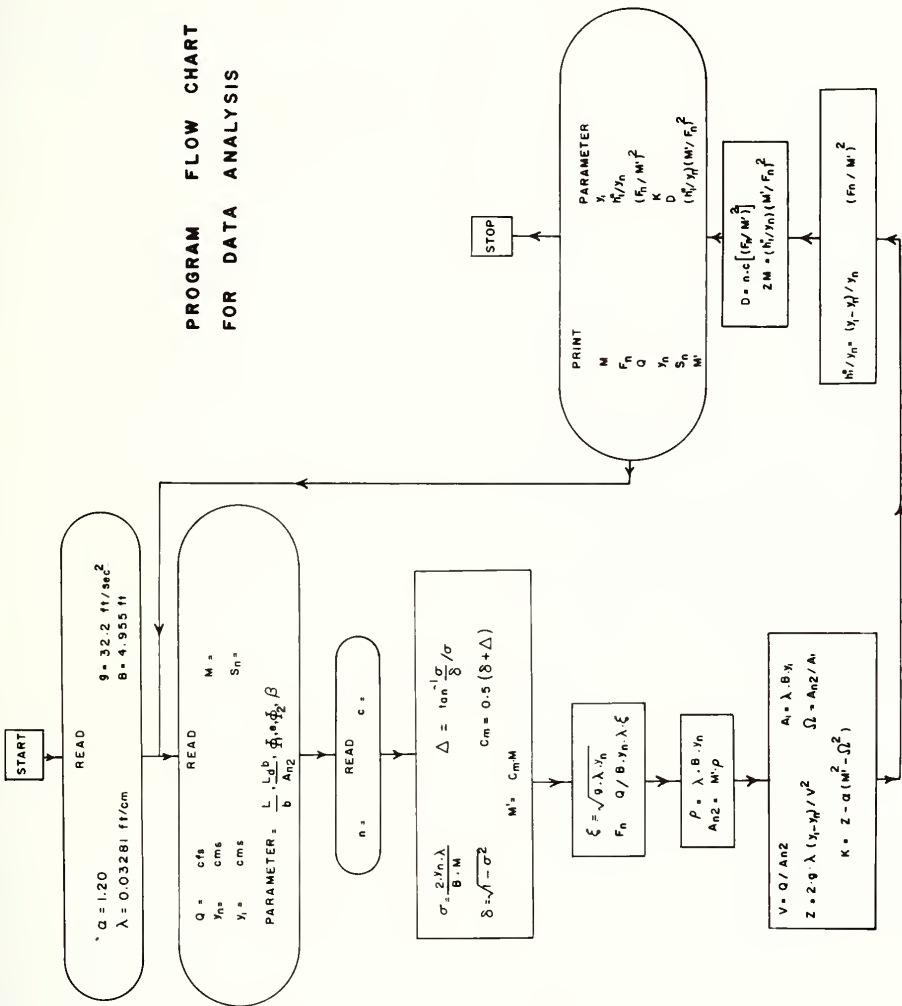 PROGRAM FLOW CHART
FOR DATA ANALYSIS
START
READ
α = 1.20 g = 32.2 ft/sec²
λ = 0.03281 ft/cm B = 4.955 ft
READ
Q = cfs M =
yn = cms Sn =
y₁ = cms
PARAMETER = L/b, Ldb/An2, β
READ
n = c =
σ = 2·yn·λ / B·M Δ = tan⁻¹ σ/δ /σ
δ = √1 − σ² Cm = 0.5 (δ + Δ)
M' = Cm·M
ξ = √g·λ·yn
Fn Q / B·yn·λ·ξ
ρ = λ·B·yn
An2 = M'·ρ
V = Q / An2 A₁ = λ·B·y₁
Z = 2·g·λ (y₁−yn)/V² Ω = An2/A₁
K = Z − α (M' − Ω²)
h₁*/yn = (y₁ − yn)/yn (Fn / M')²
D = n·c [(Fn/M')²]
2M = (h₁*/yn)(M'/Fn)²
PRINT PARAMETER
M y₁
Fn h₁*/yn
Q (Fn / M')²
yn K
Sn D
M' (h₁*/yn)(M'/Fn)²
STOP